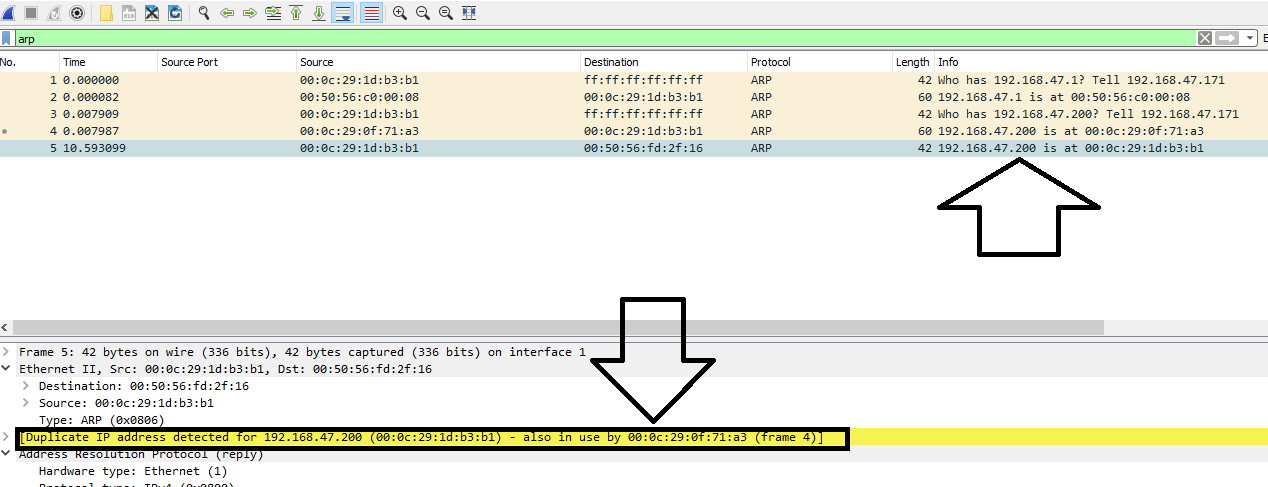 arp
No. Time Source Port Source Destination Protocol Length Info
1 0.000000 00:0c:29:1d:b3:b1 ff:ff:ff:ff:ff:ff ARP 42 Who has 192.168.47.1? Tell 192.168.47.171
2 0.000082 00:50:56:c0:00:08 00:0c:29:1d:b3:b1 ARP 60 192.168.47.1 is at 00:50:56:c0:00:08
3 0.007909 00:0c:29:1d:b3:b1 ff:ff:ff:ff:ff:ff ARP 42 Who has 192.168.47.200? Tell 192.168.47.171
4 0.007987 00:0c:29:0f:71:a3 00:0c:29:1d:b3:b1 ARP 60 192.168.47.200 is at 00:0c:29:0f:71:a3
5 10.593099 00:0c:29:1d:b3:b1 00:50:56:fd:2f:16 ARP 42 192.168.47.200 is at 00:0c:29:1d:b3:b1
Frame 5: 42 bytes on wire (336 bits), 42 bytes captured (336 bits) on interface 1
Ethernet II, Src: 00:0c:29:1d:b3:b1, Dst: 00:50:56:fd:2f:16
Destination: 00:50:56:fd:2f:16
Source: 00:0c:29:1d:b3:b1
Type: ARP (0x0806)
[Duplicate IP address detected for 192.168.47.200 (00:0c:29:1d:b3:b1) - also in use by 00:0c:29:0f:71:a3 (frame 4)]
Address Resolution Protocol (reply)
Hardware type: Ethernet (1)
Protocol type: IPv4 (0x0800)